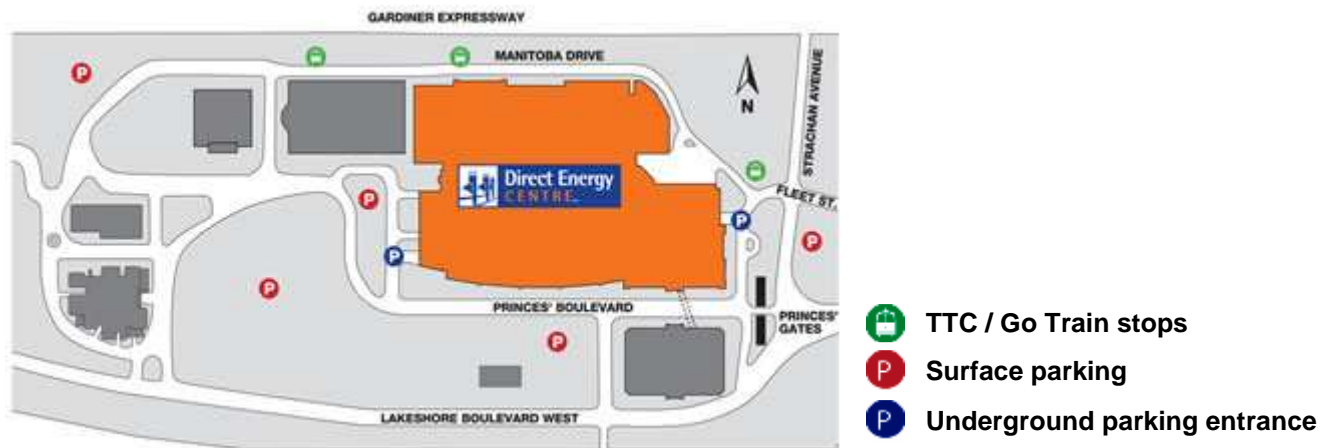 GARDINER EXPRESSWAY
MANITOBA DRIVE
STRACHAN AVENUE
P
N
Direct Energy
CENTRE™
FLEET ST.
P
P
P
P
P
PRINCES' BOULEVARD
PRINCES'
GATES
P
LAKESHORE BOULEVARD WEST
TTC / Go Train stops
P Surface parking
P Underground parking entrance